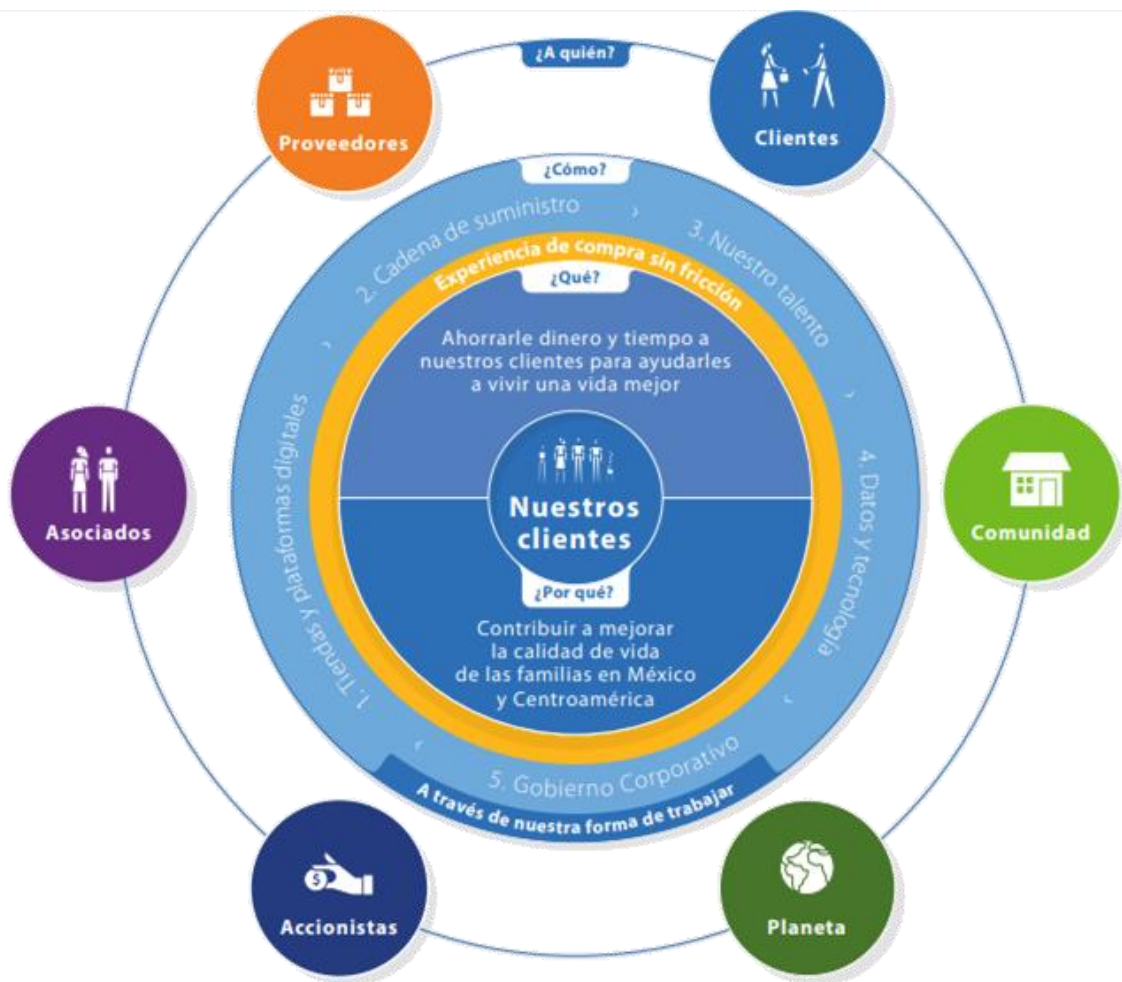 ¿A quién?
Proveedores
Clientes
¿Cómo?
1. Tiendas y plataformas digitales
2. Cadena de suministro
3. Nuestro talento
4. Datos y tecnología
5. Gobierno Corporativo
Experiencia de compra sin fricción
¿Qué?
Ahorrarle dinero y tiempo a
nuestros clientes para ayudarles
a vivir una vida mejor
Nuestros
clientes
¿Por qué?
Contribuir a mejorar
la calidad de vida
de las familias en México
y Centroamérica
A través de nuestra forma de trabajar
Asociados
Comunidad
$
Accionistas
Planeta